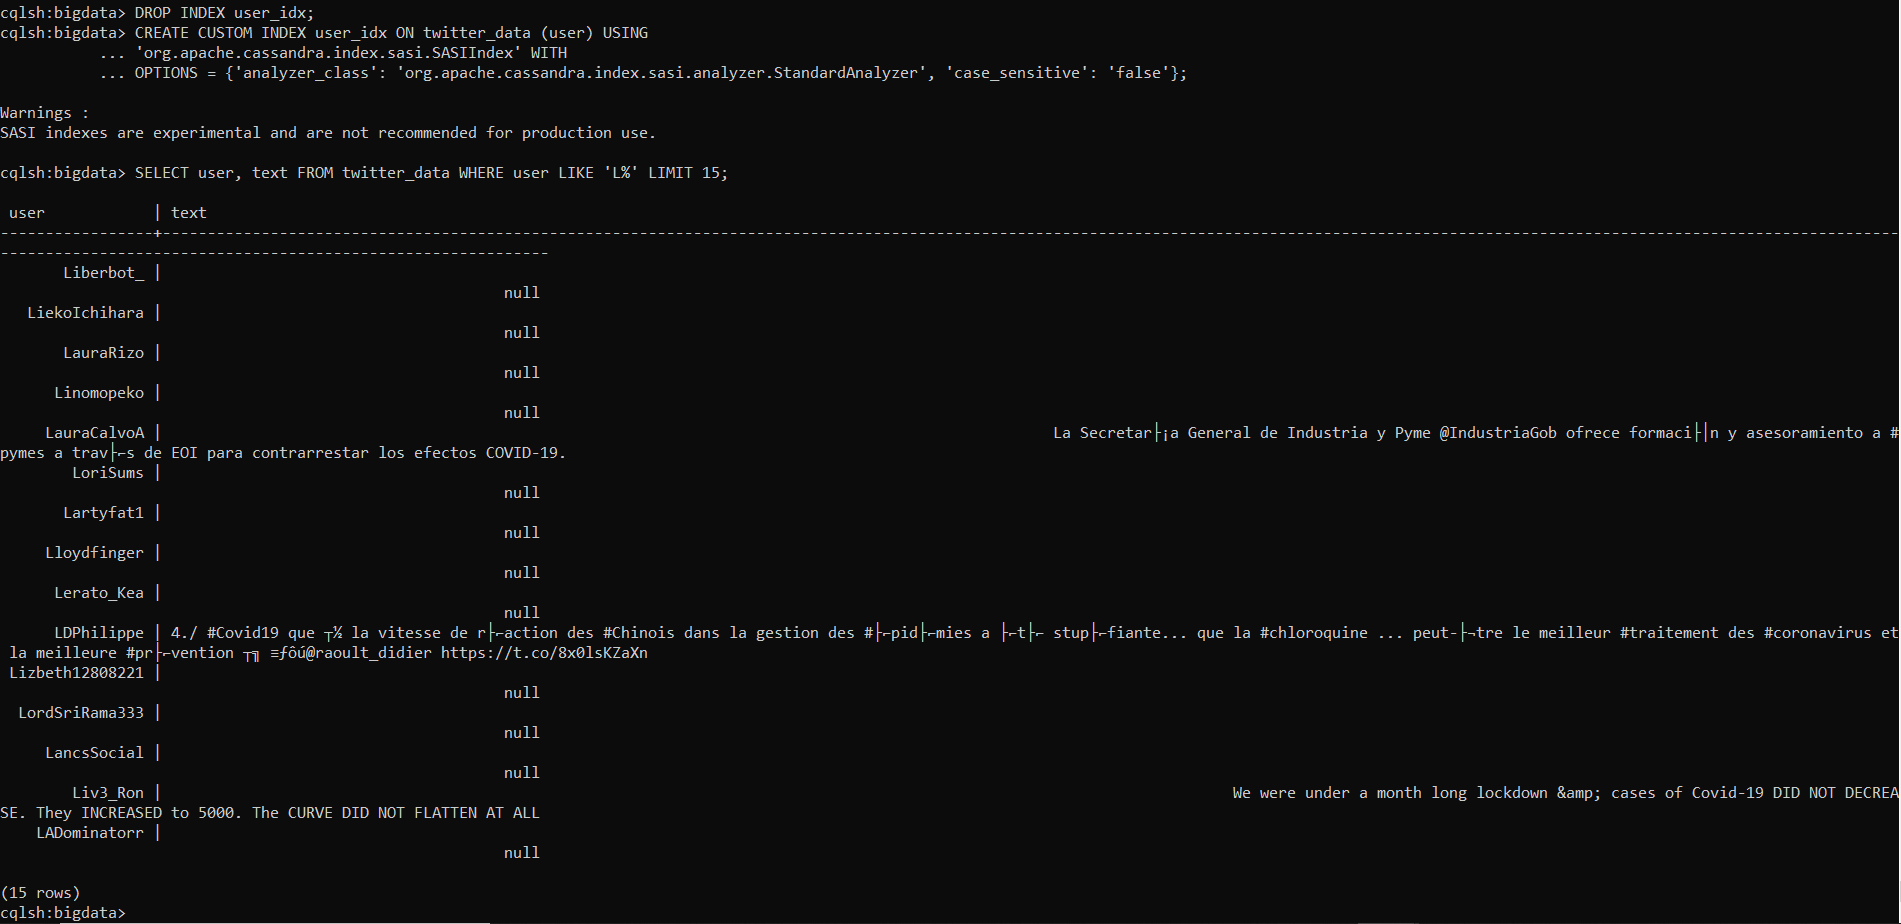 cqlsh:bigdata> DROP INDEX user_idx;
cqlsh:bigdata> CREATE CUSTOM INDEX user_idx ON twitter_data (user) USING
           ... 'org.apache.cassandra.index.sasi.SASIIndex' WITH
           ... OPTIONS = {'analyzer_class': 'org.apache.cassandra.index.sasi.analyzer.StandardAnalyzer', 'case_sensitive': 'false'};
Warnings :
SASI indexes are experimental and are not recommended for production use.
cqlsh:bigdata> SELECT user, text FROM twitter_data WHERE user LIKE 'L%' LIMIT 15;
user | text
Liberbot_ |
null
LiekoIchihara |
null
LauraRizo |
null
Linomopeko |
null
LauraCalvoA | La Secretar├¡a General de Industria y Pyme @IndustriaGob ofrece formaci├│n y asesoramiento a #
pymes a trav├⌐s de EOI para contrarrestar los efectos COVID-19.
LoriSums |
null
Lartyfat1 |
null
Lloydfinger |
null
Lerato_Kea |
null
LDPhilippe | 4./ #Covid19 que ┬½ la vitesse de r├⌐action des #Chinois dans la gestion des #├⌐pid├⌐mies a ├⌐t├⌐ stup├⌐fiante... que la #chloroquine ... peut-├¬tre le meilleur #traitement des #coronavirus et
la meilleure #pr├⌐vention ┬╗ ≡ƒôú@raoult_didier https://t.co/8x0lsKZaXn
Lizbeth12808221 |
null
LordSriRama333 |
null
LancsSocial |
null
Liv3_Ron | We were under a month long lockdown &amp; cases of Covid-19 DID NOT DECREA
SE. They INCREASED to 5000. The CURVE DID NOT FLATTEN AT ALL
LADominatorr |
null
(15 rows)
cqlsh:bigdata>